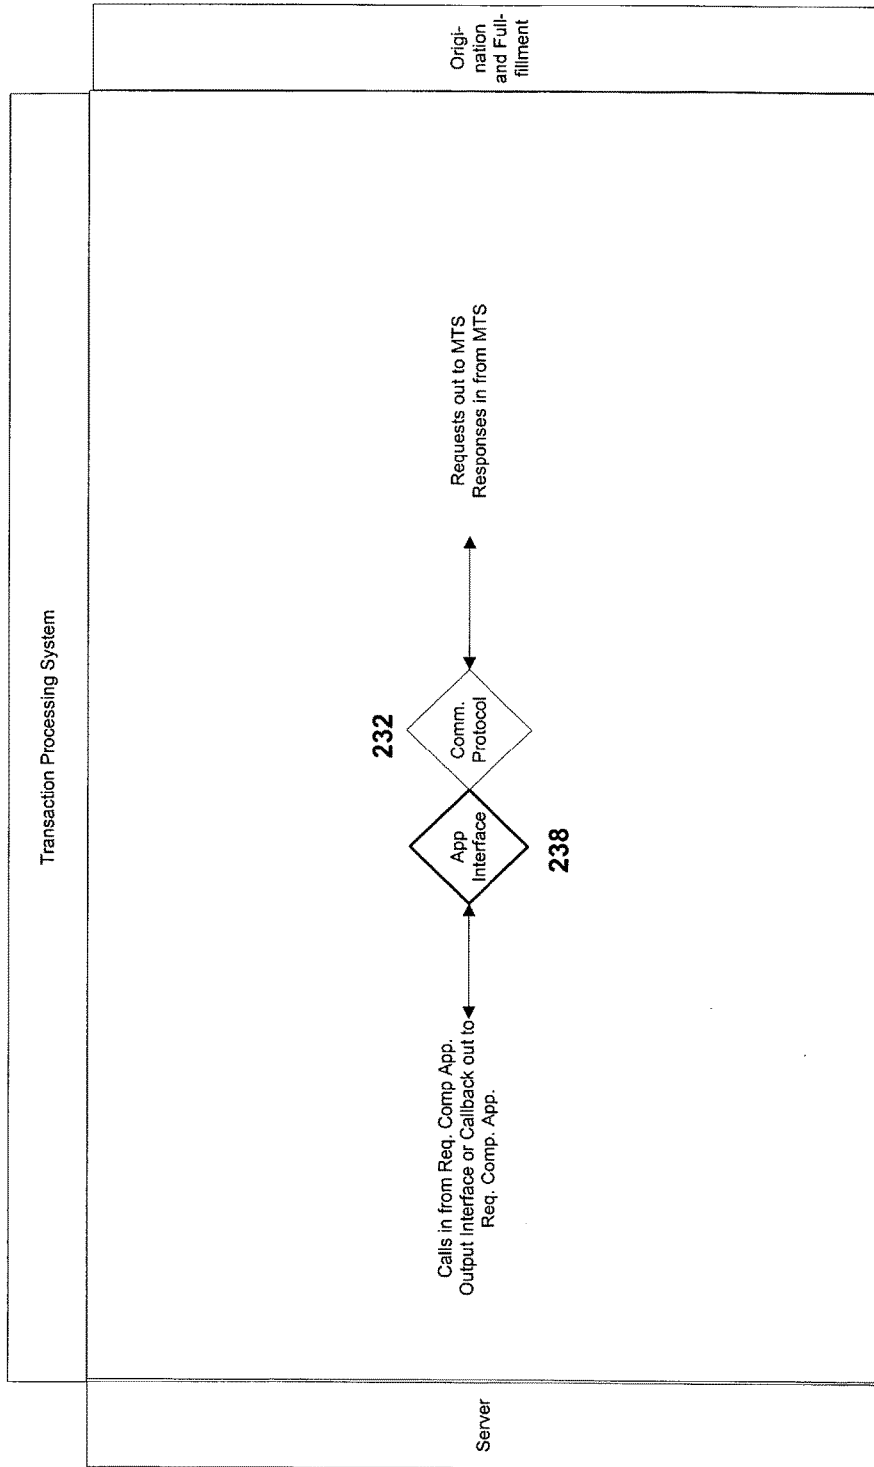 Transaction Processing System
Server
Calls in from Req. Comp App.
Output Interface or Callback out to
Req. Comp. App.
App
Interface
238
232
Comm.
Protocol
Requests out to MTS
Responses in from MTS
Origi-
nation
and Full-
fillment